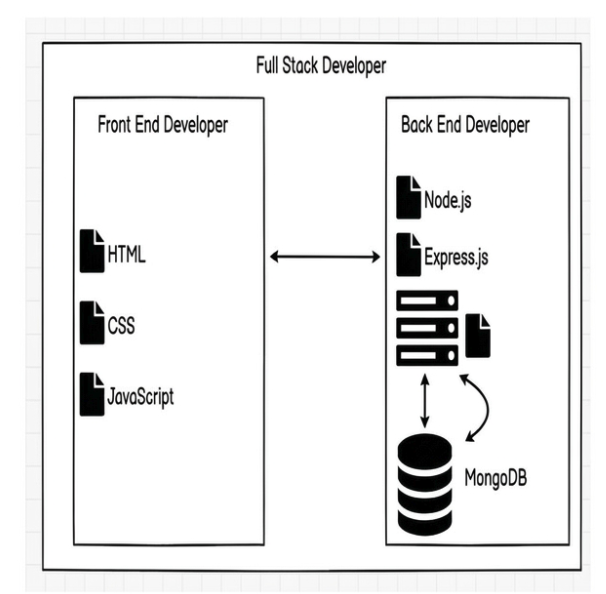 Full Stack Developer
Front End Developer
HTML
CSS
JavaScript
Back End Developer
Node.js
Express.js
MongoDB